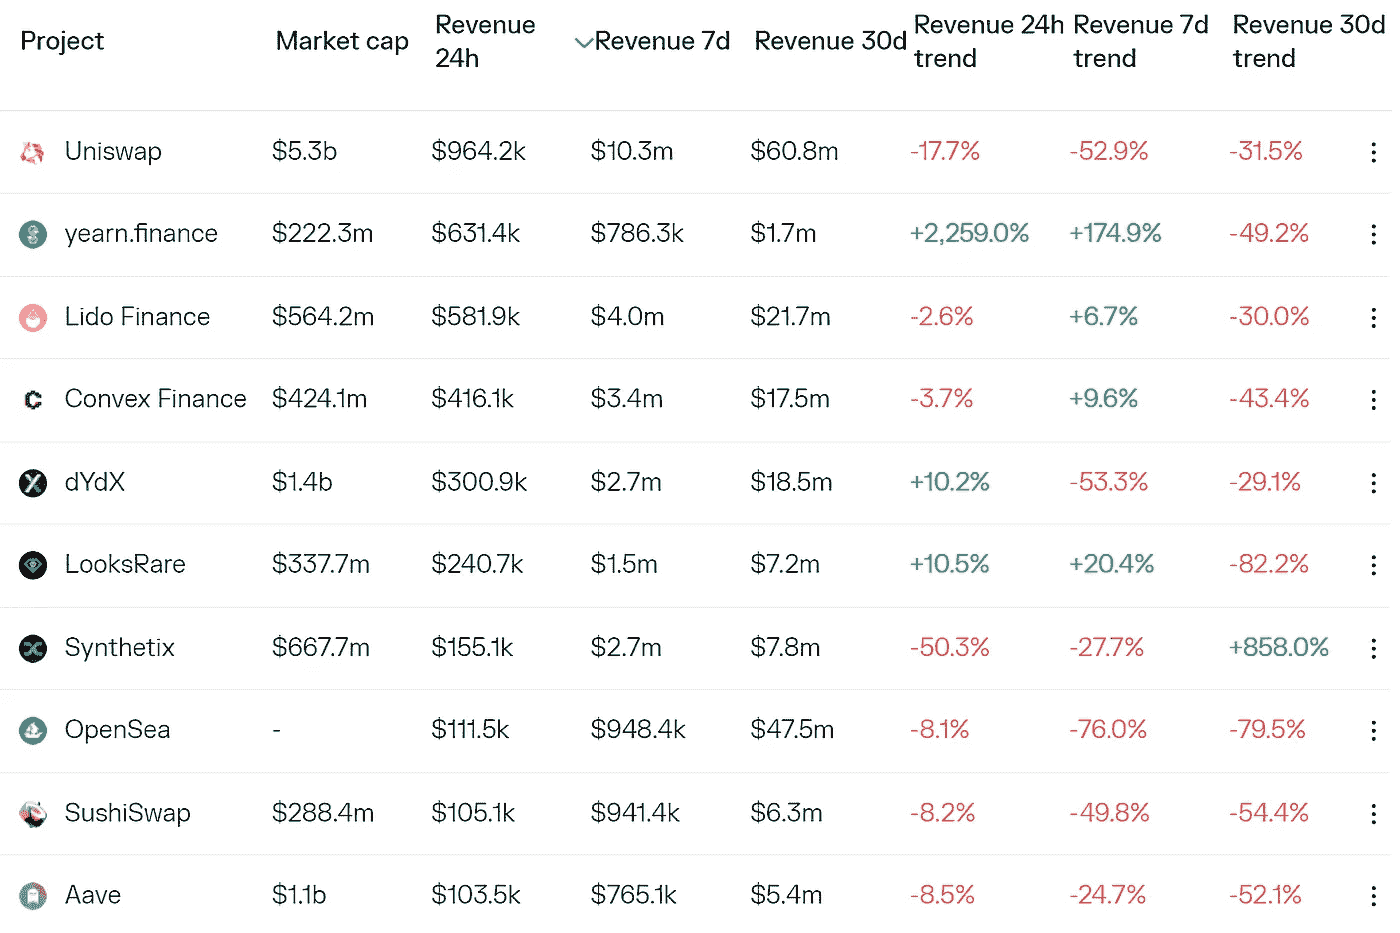 Project Market cap Revenue 24h Revenue 7d Revenue 30d Revenue 24h trend Revenue 7d trend Revenue 30d trend
Uniswap $5.3b $964.2k $10.3m $60.8m -17.7% -52.9% -31.5%
yearn.finance $222.3m $631.4k $786.3k $1.7m +2,259.0% +174.9% -49.2%
Lido Finance $564.2m $581.9k $4.0m $21.7m -2.6% +6.7% -30.0%
Convex Finance $424.1m $416.1k $3.4m $17.5m -3.7% +9.6% -43.4%
dYdX $1.4b $300.9k $2.7m $18.5m +10.2% -53.3% -29.1%
LooksRare $337.7m $240.7k $1.5m $7.2m +10.5% +20.4% -82.2%
Synthetix $667.7m $155.1k $2.7m $7.8m -50.3% -27.7% +858.0%
OpenSea - $111.5k $948.4k $47.5m -8.1% -76.0% -79.5%
SushiSwap $288.4m $105.1k $941.4k $6.3m -8.2% -49.8% -54.4%
Aave $1.1b $103.5k $765.1k $5.4m -8.5% -24.7% -52.1%